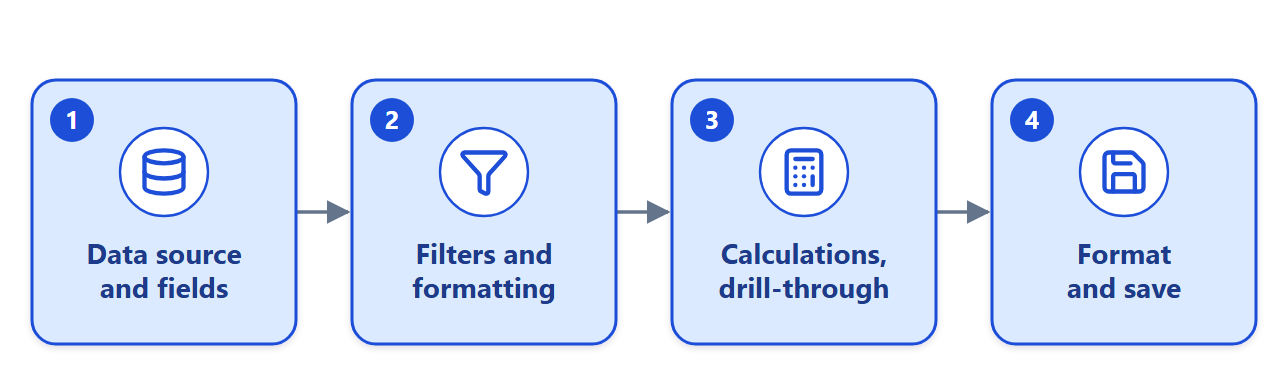 1
Data source
and fields
2
Filters and
formatting
3
Calculations,
drill-through
4
Format
and save